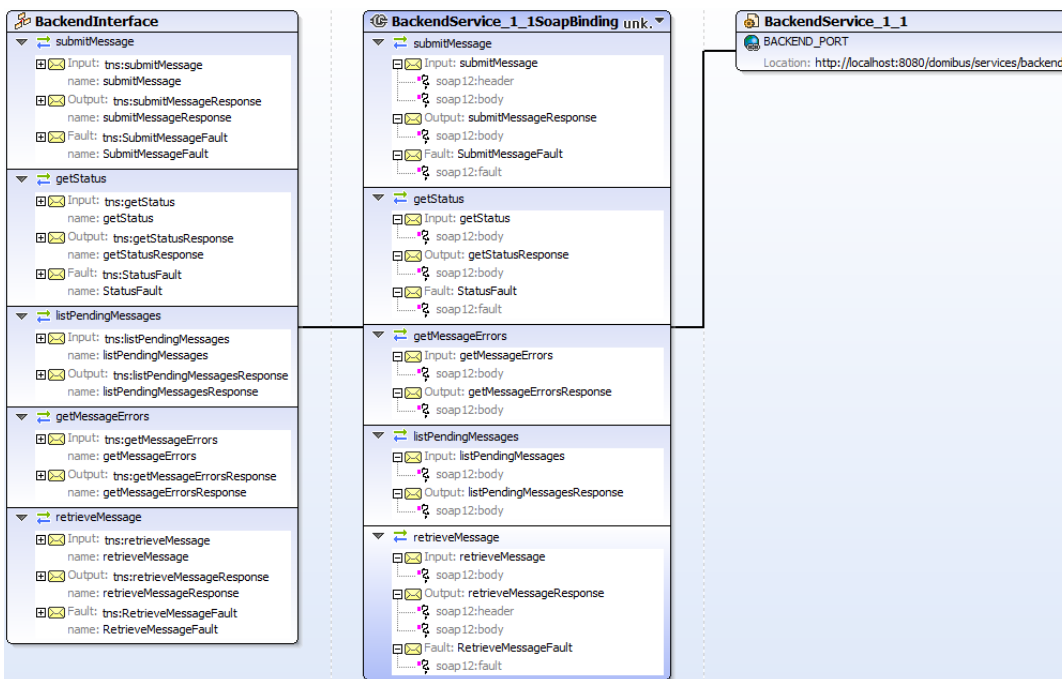 BackendInterface
submitMessage
Input: tns:submitMessage
name: submitMessage
Output: tns:submitMessageResponse
name: submitMessageResponse
Fault: tns:SubmitMessageFault
name: SubmitMessageFault
getStatus
Input: tns:getStatus
name: getStatus
Output: tns:getStatusResponse
name: getStatusResponse
Fault: tns:StatusFault
name: StatusFault
listPendingMessages
Input: tns:listPendingMessages
name: listPendingMessages
Output: tns:listPendingMessagesResponse
name: listPendingMessagesResponse
getMessageErrors
Input: tns:getMessageErrors
name: getMessageErrors
Output: tns:getMessageErrorsResponse
name: getMessageErrorsResponse
retrieveMessage
Input: tns:retrieveMessage
name: retrieveMessage
Output: tns:retrieveMessageResponse
name: retrieveMessageResponse
Fault: tns:RetrieveMessageFault
name: RetrieveMessageFault
BackendService_1_1SoapBinding unk.
submitMessage
Input: submitMessage
soap12:header
soap12:body
Output: submitMessageResponse
soap12:body
Fault: SubmitMessageFault
soap12:fault
getStatus
Input: getStatus
soap12:body
Output: getStatusResponse
soap12:body
Fault: StatusFault
soap12:fault
getMessageErrors
Input: getMessageErrors
soap12:body
Output: getMessageErrorsResponse
soap12:body
listPendingMessages
Input: listPendingMessages
soap12:body
Output: listPendingMessagesResponse
soap12:body
retrieveMessage
Input: retrieveMessage
soap12:body
Output: retrieveMessageResponse
soap12:header
soap12:body
Fault: RetrieveMessageFault
soap12:fault
BackendService_1_1
BACKEND_PORT
Location: http://localhost:8080/domibus/services/backend